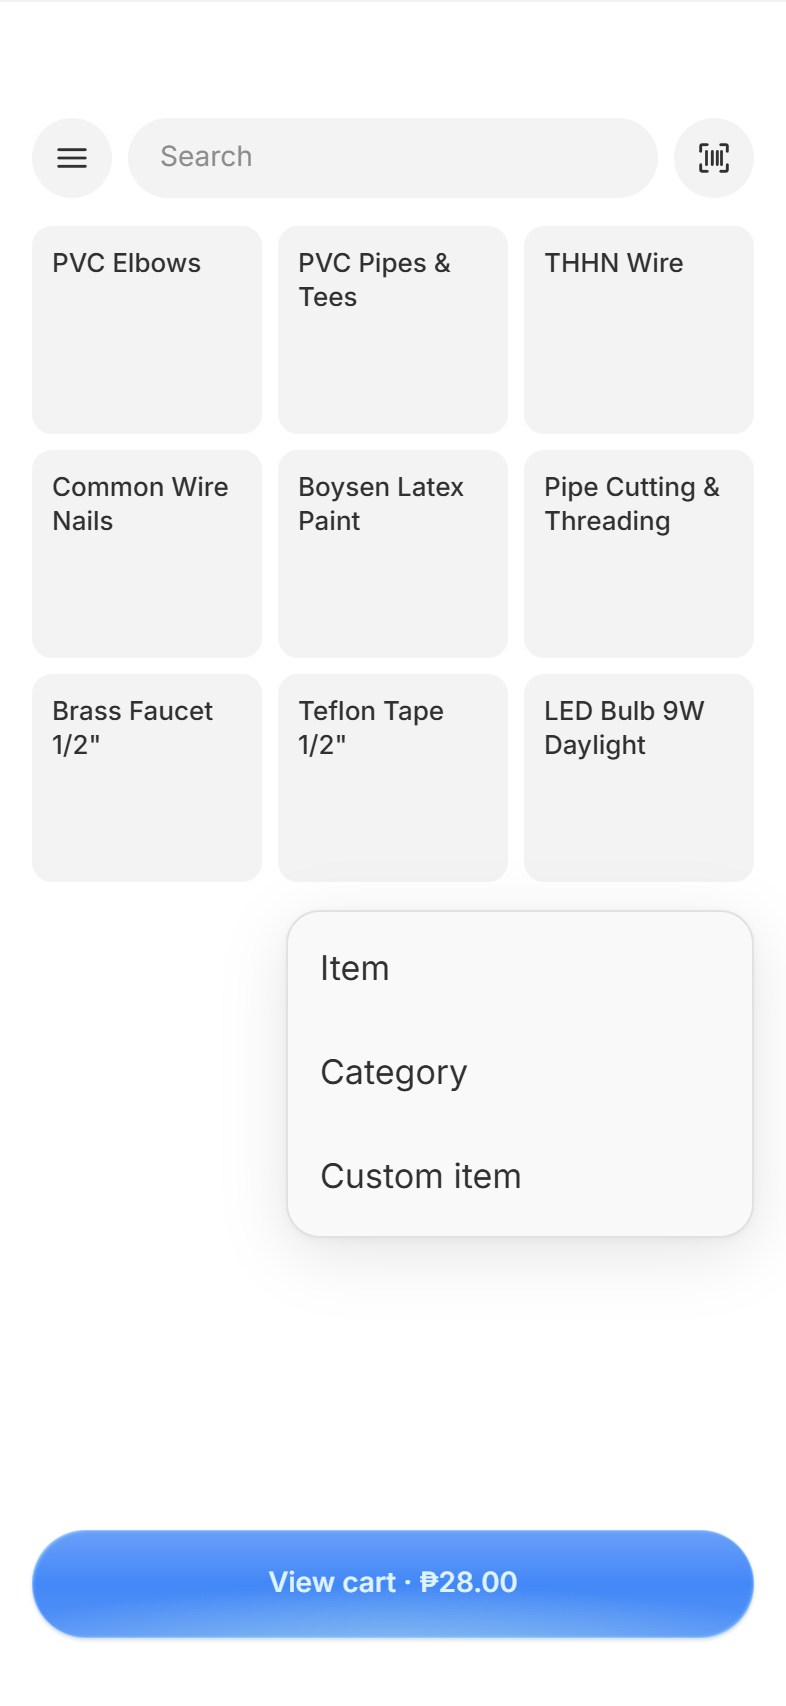 Search
PVC Elbows
PVC Pipes &
Tees
THHN Wire
Common Wire
Nails
Boysen Latex
Paint
Pipe Cutting &
Threading
Brass Faucet
1/2"
Teflon Tape
1/2"
LED Bulb 9W
Daylight
Item
Category
Custom item
View cart · ₱28.00